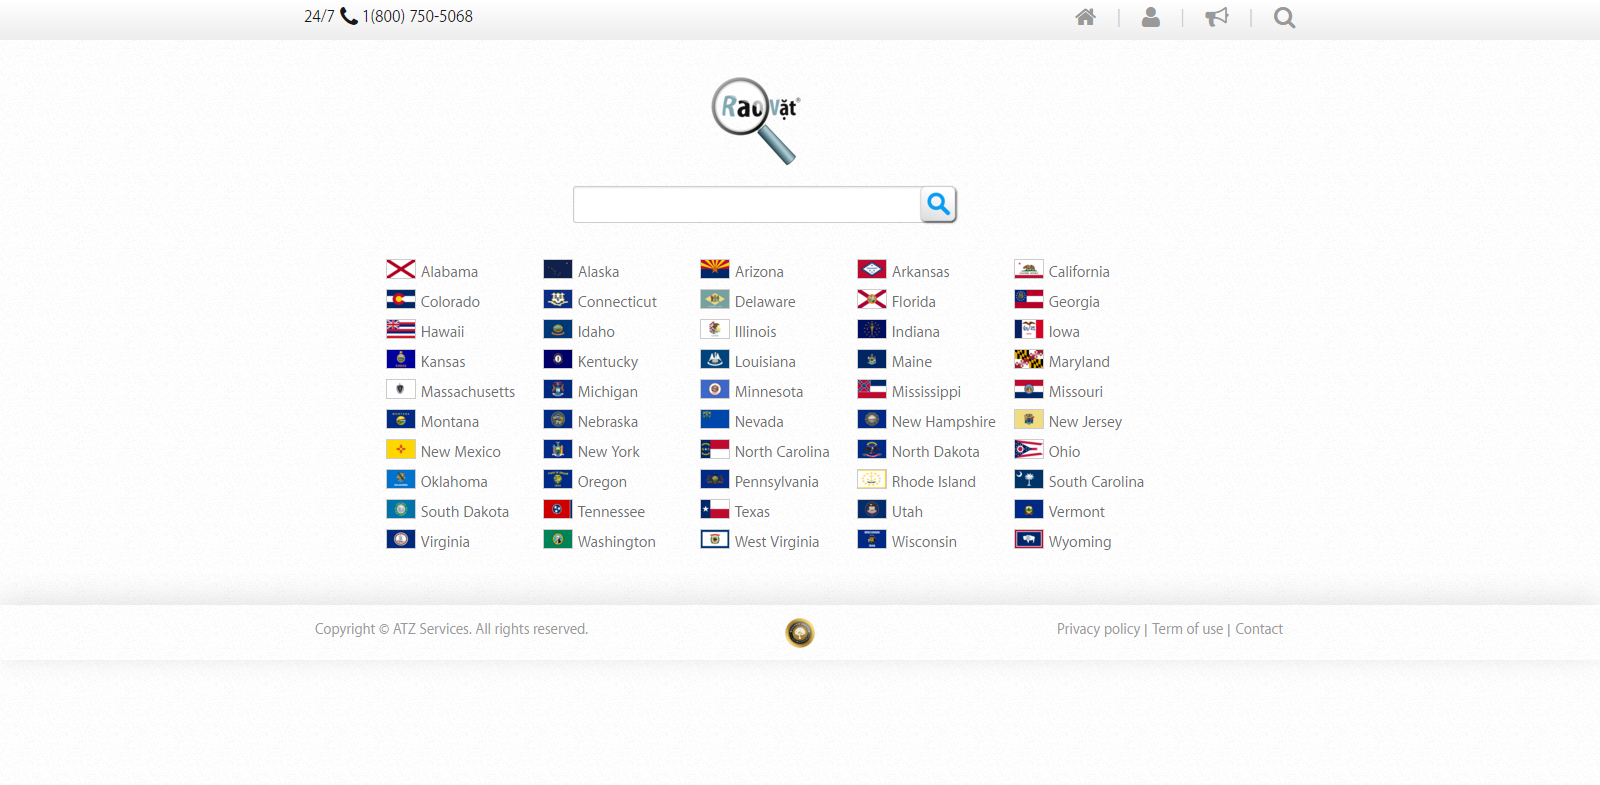 24/7 1(800) 750-5068
Rao Vặt®
Alabama Alaska Arizona Arkansas California
Colorado Connecticut Delaware Florida Georgia
Hawaii Idaho Illinois Indiana Iowa
Kansas Kentucky Louisiana Maine Maryland
Massachusetts Michigan Minnesota Mississippi Missouri
Montana Nebraska Nevada New Hampshire New Jersey
New Mexico New York North Carolina North Dakota Ohio
Oklahoma Oregon Pennsylvania Rhode Island South Carolina
South Dakota Tennessee Texas Utah Vermont
Virginia Washington West Virginia Wisconsin Wyoming
Copyright © ATZ Services. All rights reserved. Privacy policy | Term of use | Contact